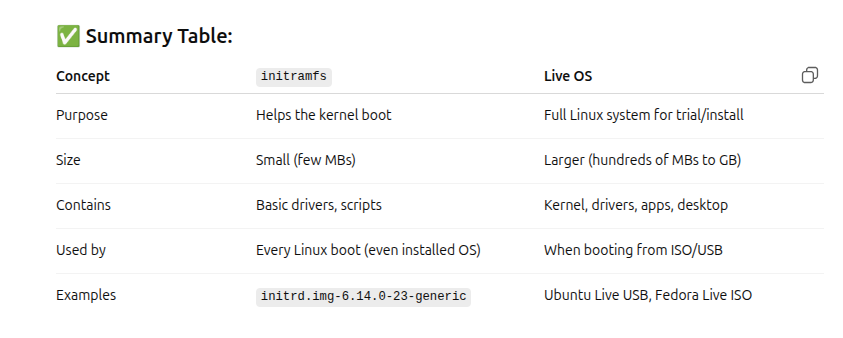 ✅ Summary Table:
Concept initramfs Live OS
Purpose Helps the kernel boot Full Linux system for trial/install
Size Small (few MBs) Larger (hundreds of MBs to GB)
Contains Basic drivers, scripts Kernel, drivers, apps, desktop
Used by Every Linux boot (even installed OS) When booting from ISO/USB
Examples initrd.img-6.14.0-23-generic Ubuntu Live USB, Fedora Live ISO